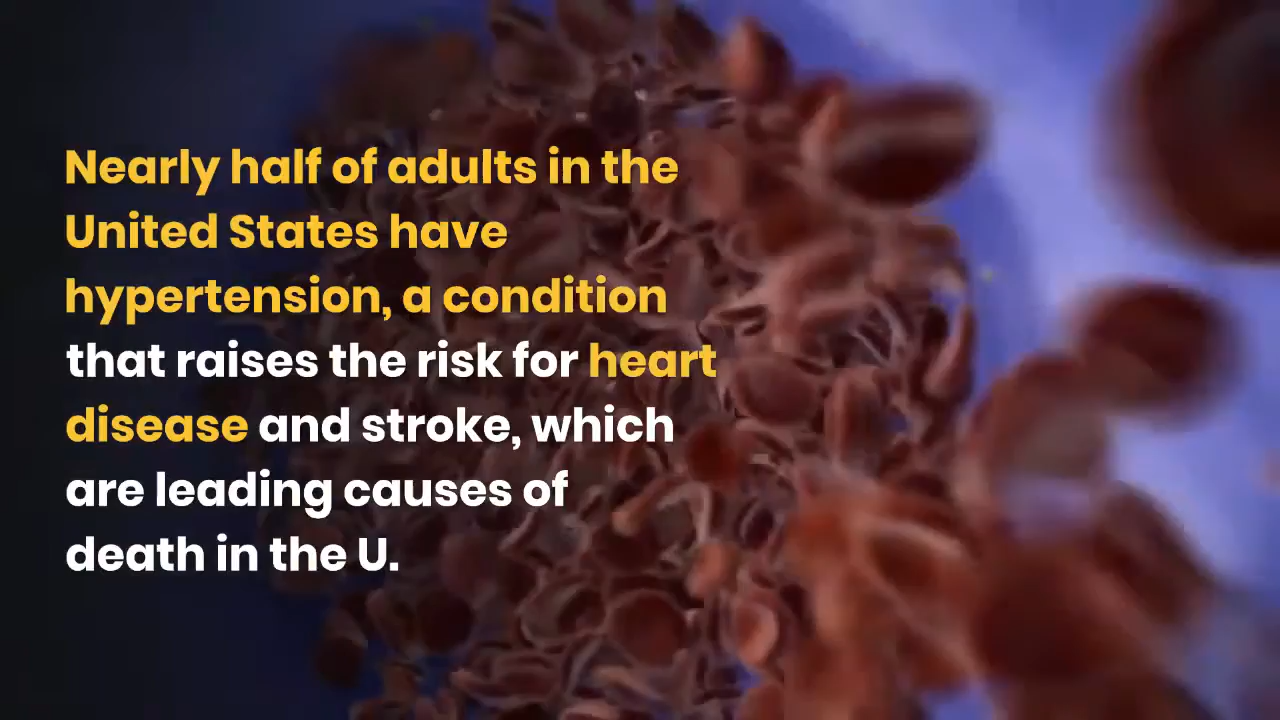 Nearly half of adults in the
United States have
hypertension, a condition
that raises the risk for heart
disease and stroke, which
are leading causes of
death in the U.